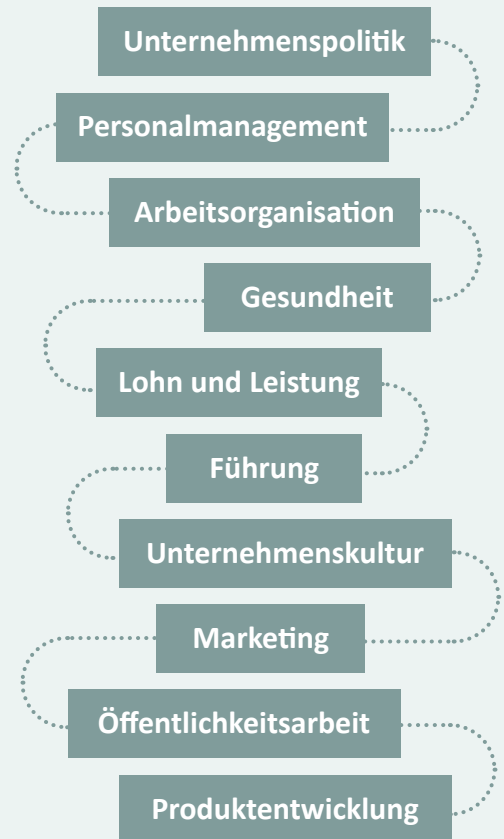 Unternehmenspolitik
Personalmanagement
Arbeitsorganisation
Gesundheit
Lohn und Leistung
Führung
Unternehmenskultur
Marketing
Öffentlichkeitsarbeit
Produktentwicklung